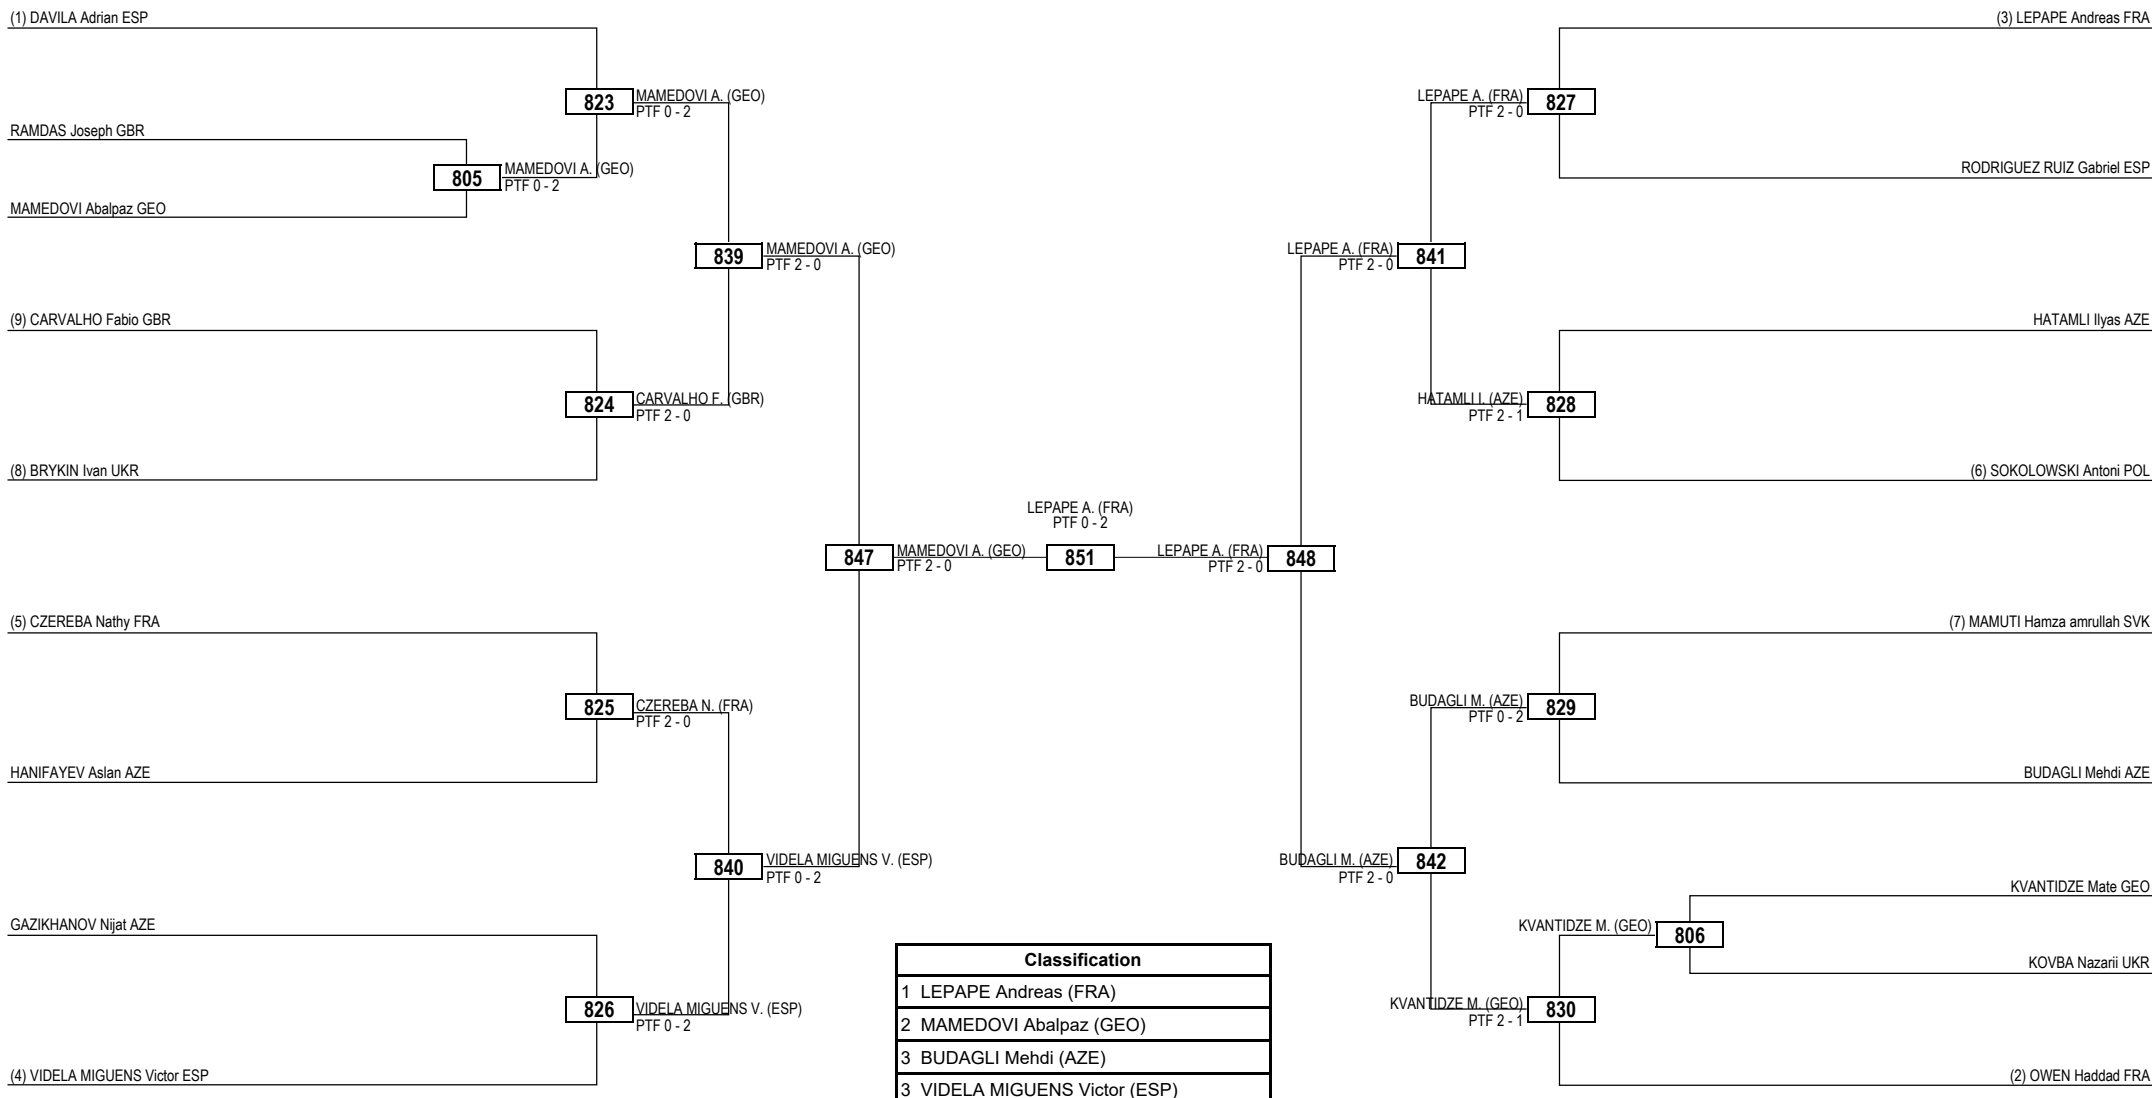 (1) DAVILA Adrian ESP
(3) LEPAPE Andreas FRA
823
MAMEDOVI A. (GEO)
PTF 0 - 2
LEPAPE A. (FRA)
PTF 2 - 0
827
RAMDAS Joseph GBR
805
MAMEDOVI A. (GEO)
PTF 0 - 2
RODRIGUEZ RUIZ Gabriel ESP
MAMEDOVI Abalpaz GEO
839
MAMEDOVI A. (GEO)
PTF 2 - 0
LEPAPE A. (FRA)
PTF 2 - 0
841
(9) CARVALHO Fabio GBR
HATAMLI Ilyas AZE
824
CARVALHO F. (GBR)
PTF 2 - 0
HATAMLI I. (AZE)
PTF 2 - 1
828
(8) BRYKIN Ivan UKR
(6) SOKOLOWSKI Antoni POL
LEPAPE A. (FRA)
PTF 0 - 2
847
MAMEDOVI A. (GEO)
PTF 2 - 0
851
LEPAPE A. (FRA)
PTF 2 - 0
848
(5) CZEREBA Nathy FRA
(7) MAMUTI Hamza amrullah SVK
825
CZEREBA N. (FRA)
PTF 2 - 0
BUDAGLI M. (AZE)
PTF 0 - 2
829
HANIFAYEV Aslan AZE
BUDAGLI Mehdi AZE
840
VIDELA MIGUENS V. (ESP)
PTF 0 - 2
BUDAGLI M. (AZE)
PTF 2 - 0
842
KVANTIDZE Mate GEO
GAZIKHANOV Nijat AZE
KVANTIDZE M. (GEO)
806
KOVBA Nazarii UKR
826
VIDELA MIGUENS V. (ESP)
PTF 0 - 2
KVANTIDZE M. (GEO)
PTF 2 - 1
830
(4) VIDELA MIGUENS Victor ESP
(2) OWEN Haddad FRA
Classification
1 LEPAPE Andreas (FRA)
2 MAMEDOVI Abalpaz (GEO)
3 BUDAGLI Mehdi (AZE)
3 VIDELA MIGUENS Victor (ESP)